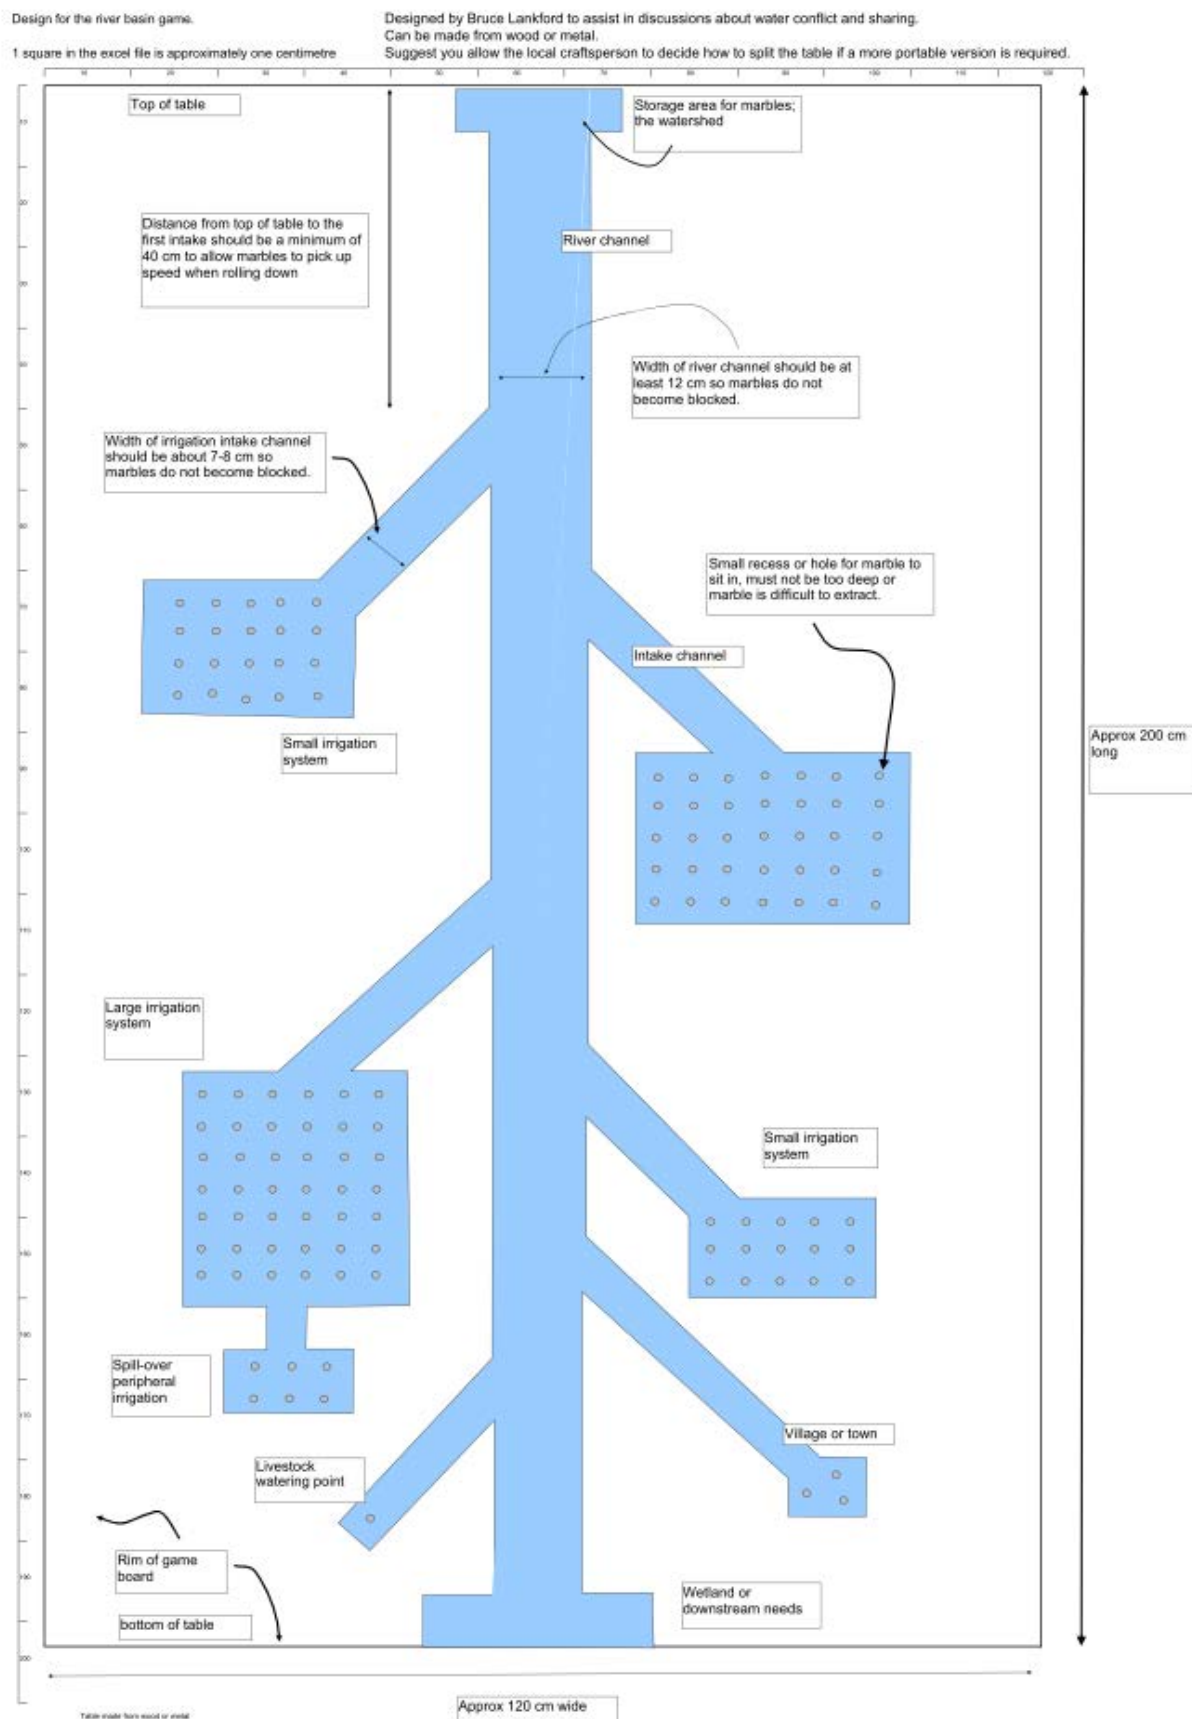 Design for the river basin game.
Designed by Bruce Lankford to assist in discussions about water conflict and sharing.
Can be made from wood or metal.
1 square in the excel file is approximately one centimetre
Suggest you allow the local craftsperson to decide how to split the table if a more portable version is required.
Top of table
Storage area for marbles;
the watershed
Distance from top of table to the
first intake should be a minimum of
40 cm to allow marbles to pick up
speed when rolling down
River channel
Width of river channel should be at
least 12 cm so marbles do not
become blocked.
Width of irrigation intake channel
should be about 7-8 cm so
marbles do not become blocked.
Small recess or hole for marble to
sit in, must not be too deep or
marble is difficult to extract.
Intake channel
Small irrigation
system
Approx 200 cm
long
Large irrigation
system
Small irrigation
system
Spill-over
peripheral
irrigation
Village or town
Livestock
watering point
Rim of game
board
Wetland or
downstream needs
bottom of table
Approx 120 cm wide
Table made from wood or metal